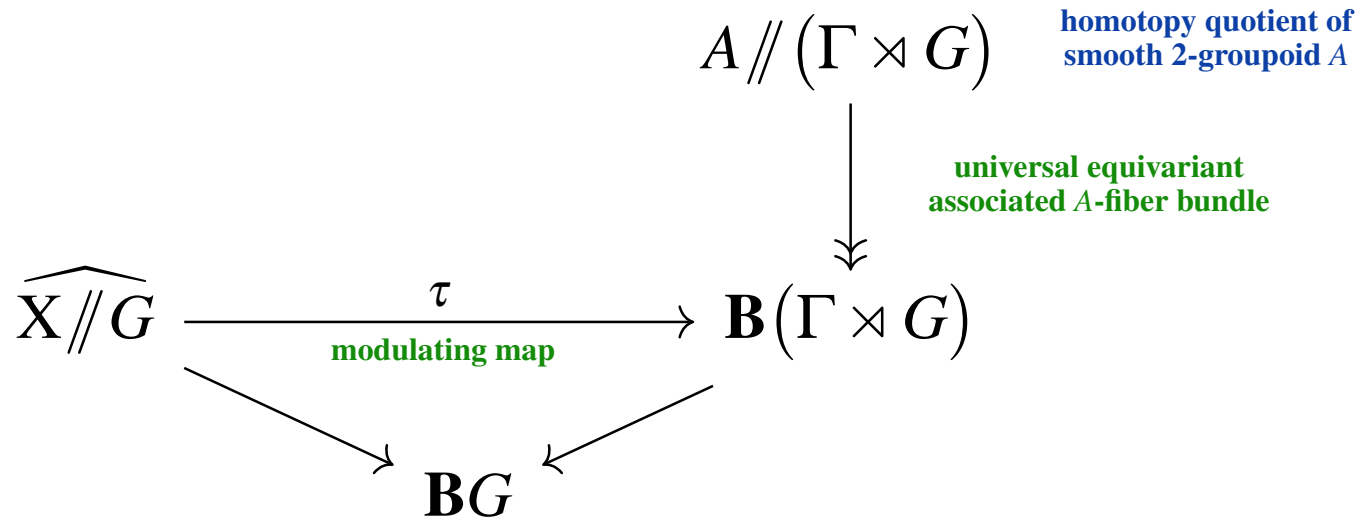 A ⫽ (Γ ⋊ G)
homotopy quotient of
smooth 2-groupoid A
universal equivariant
associated A-fiber bundle
X ⫽ G
τ
B(Γ ⋊ G)
modulating map
BG